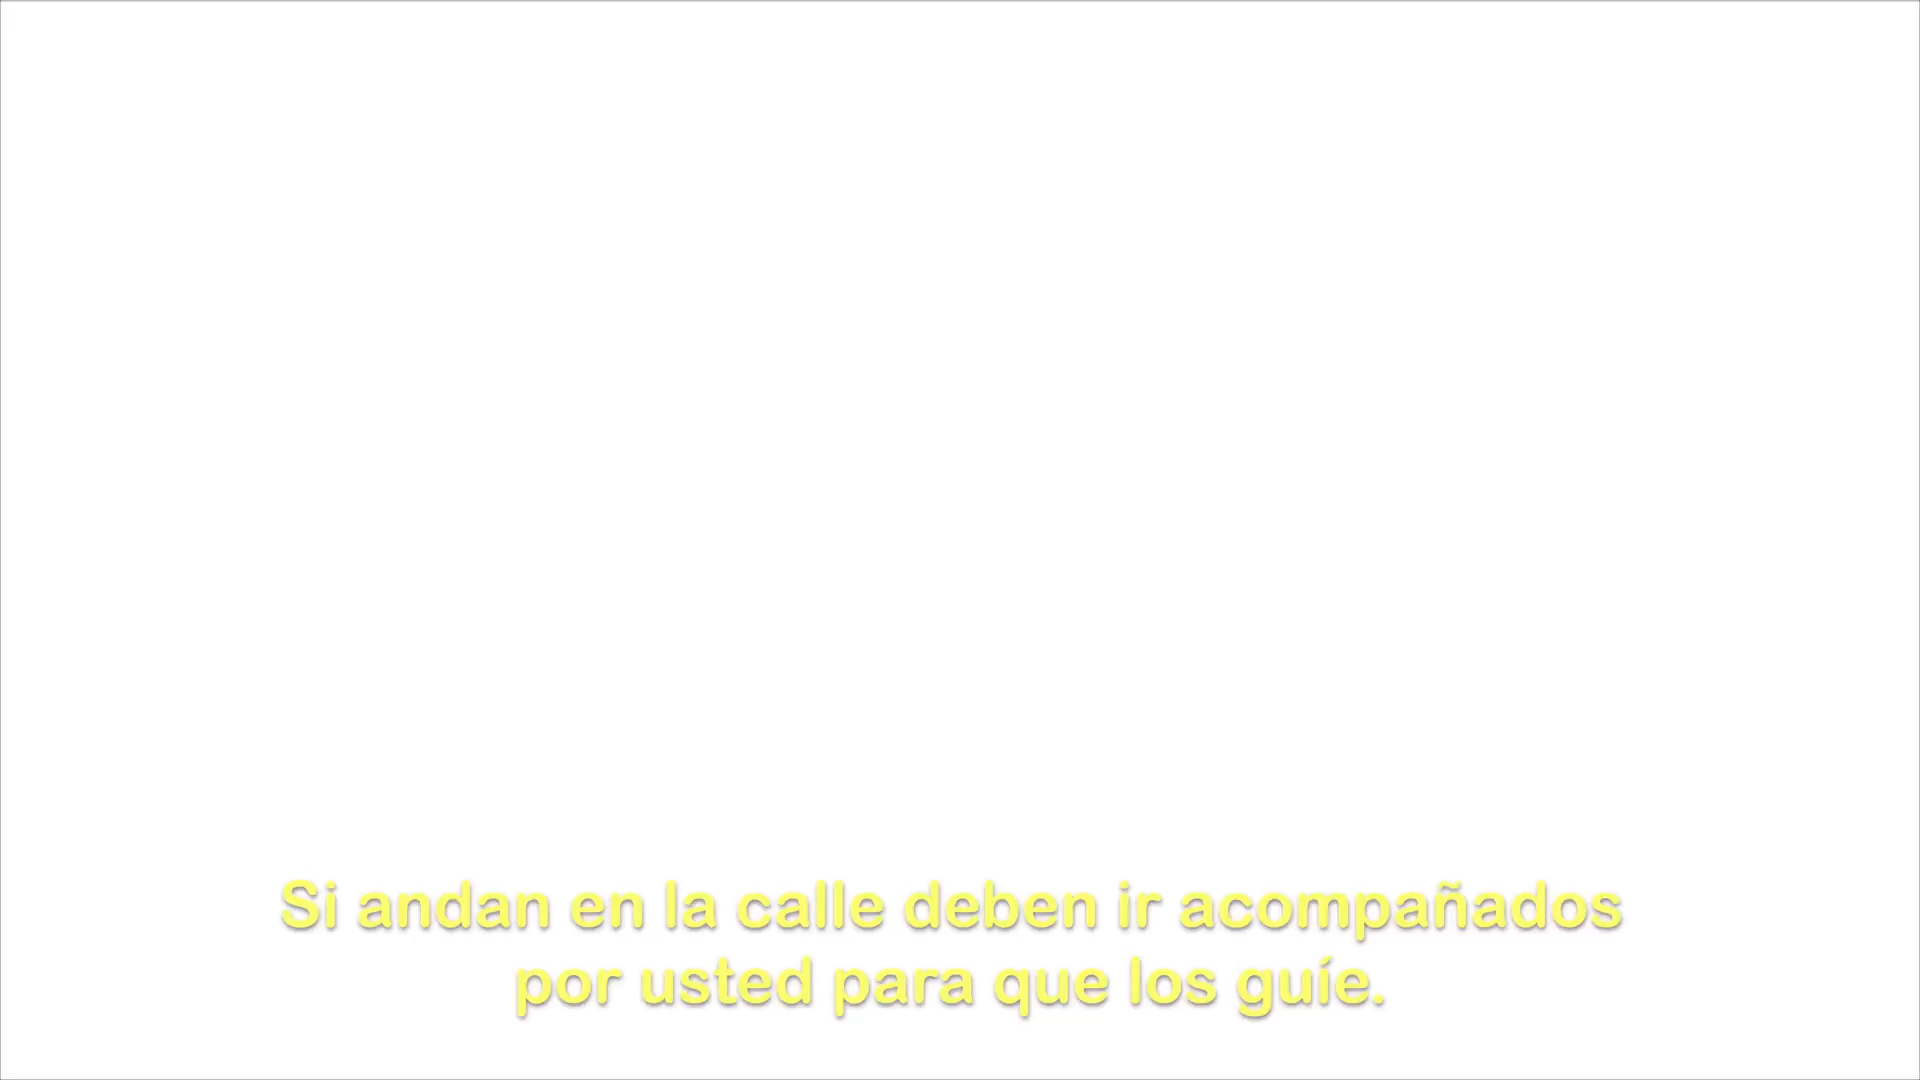 Si andan en la calle deben ir acompañados
por usted para que los guíe.